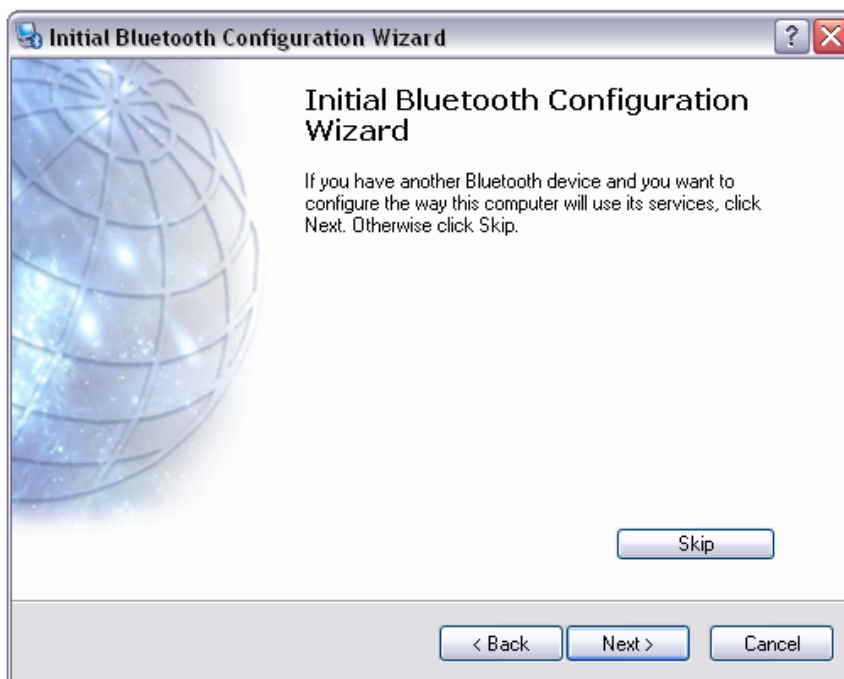 Initial Bluetooth Configuration Wizard
Initial Bluetooth Configuration
Wizard
If you have another Bluetooth device and you want to
configure the way this computer will use its services, click
Next. Otherwise click Skip.
Skip
< Back Next > Cancel